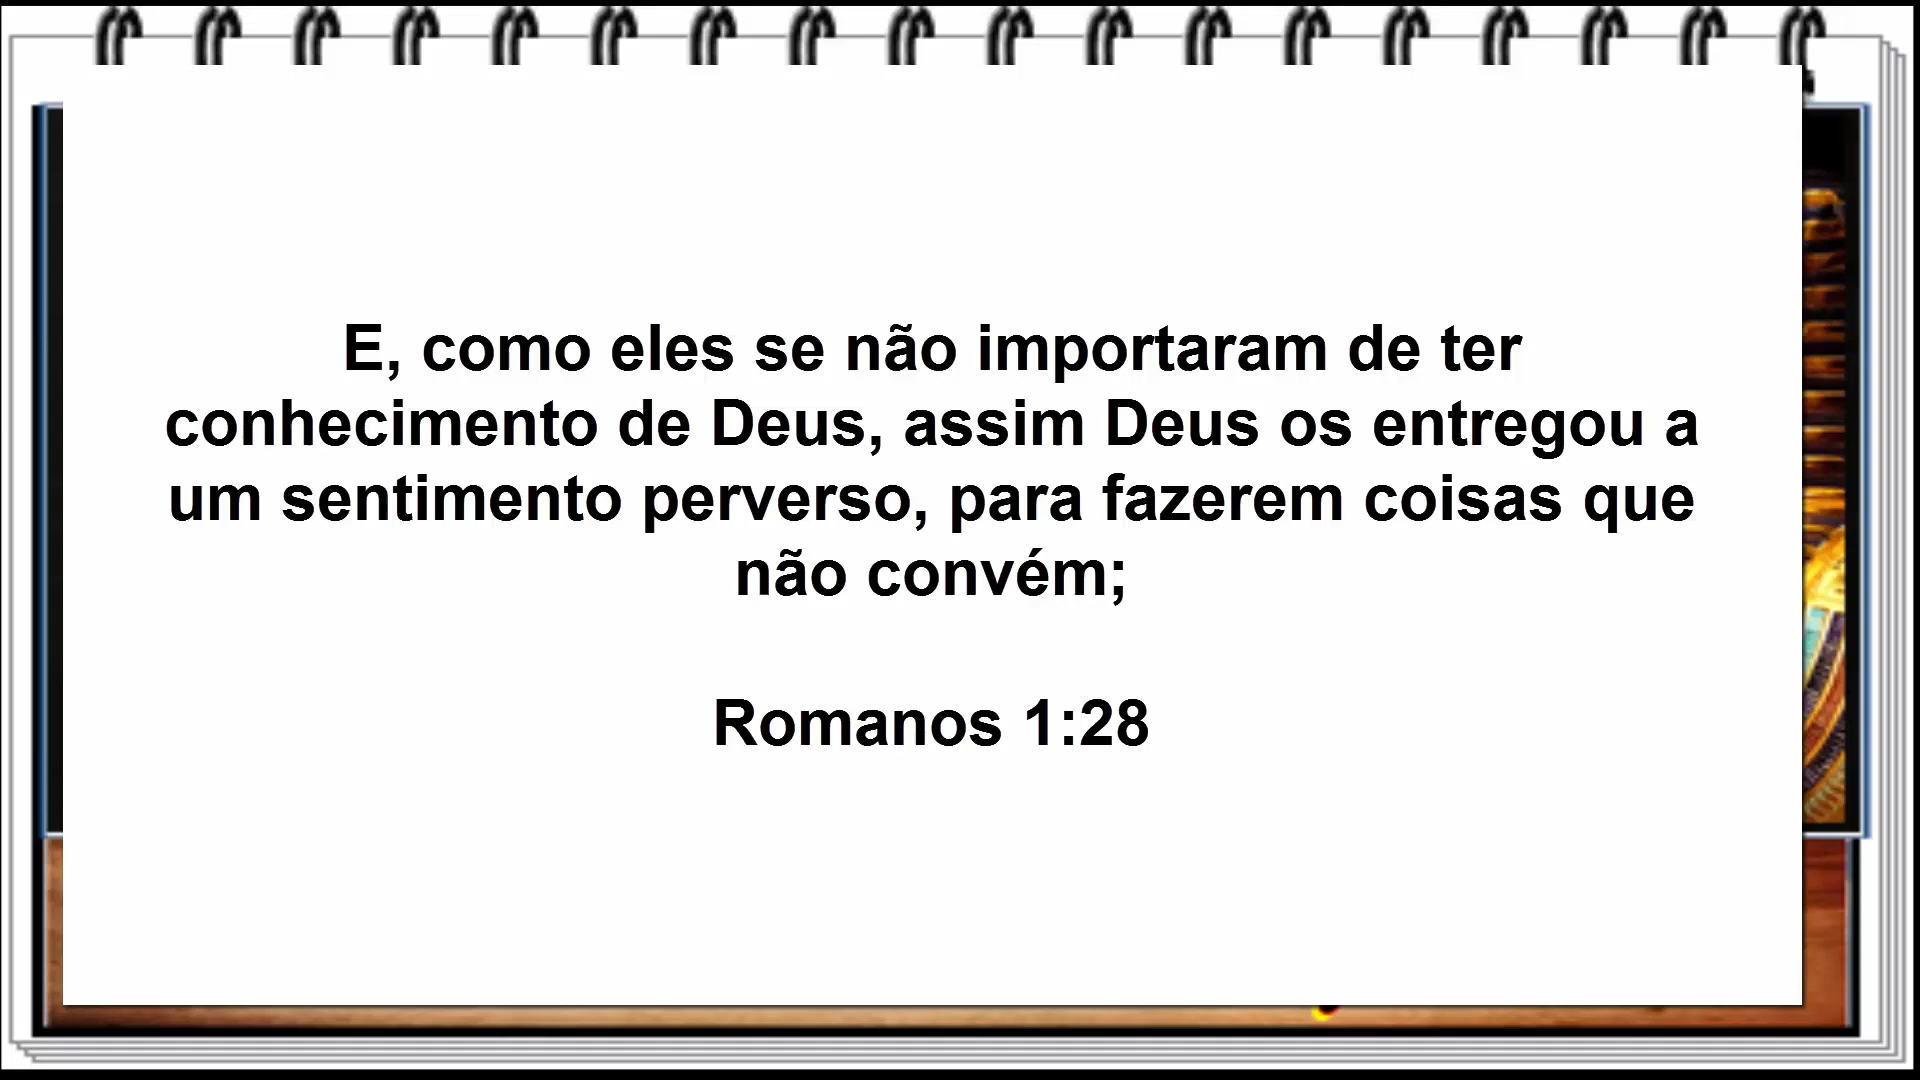 E, como eles se não importaram de ter
conhecimento de Deus, assim Deus os entregou a
um sentimento perverso, para fazerem coisas que
não convém;
Romanos 1:28